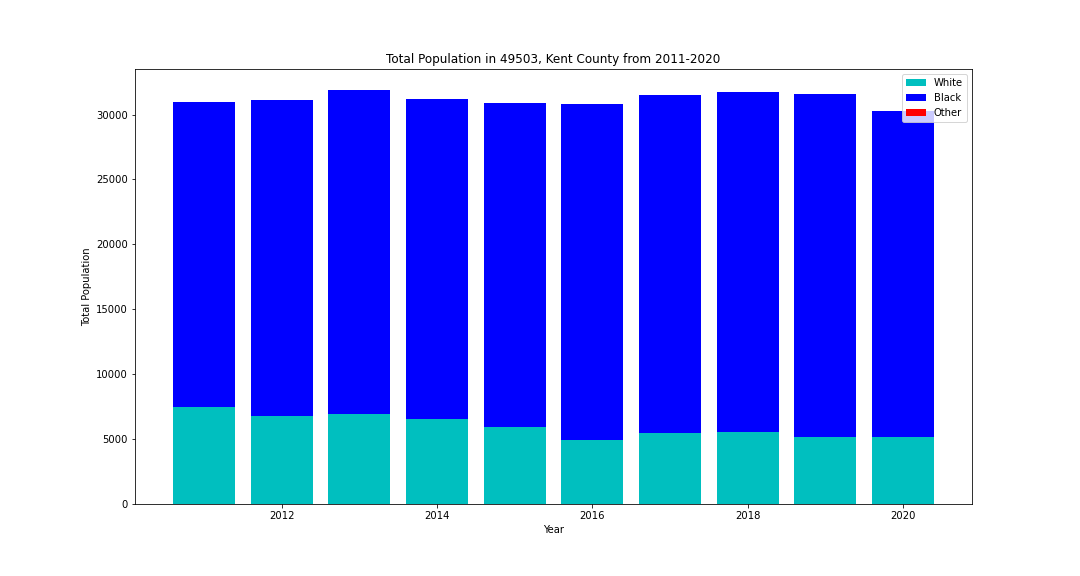 Total Population in 49503, Kent County from 2011-2020
White
Black
Other
Total Population
30000
25000
20000
15000
10000
5000
0
2012
2014
2016
2018
2020
Year